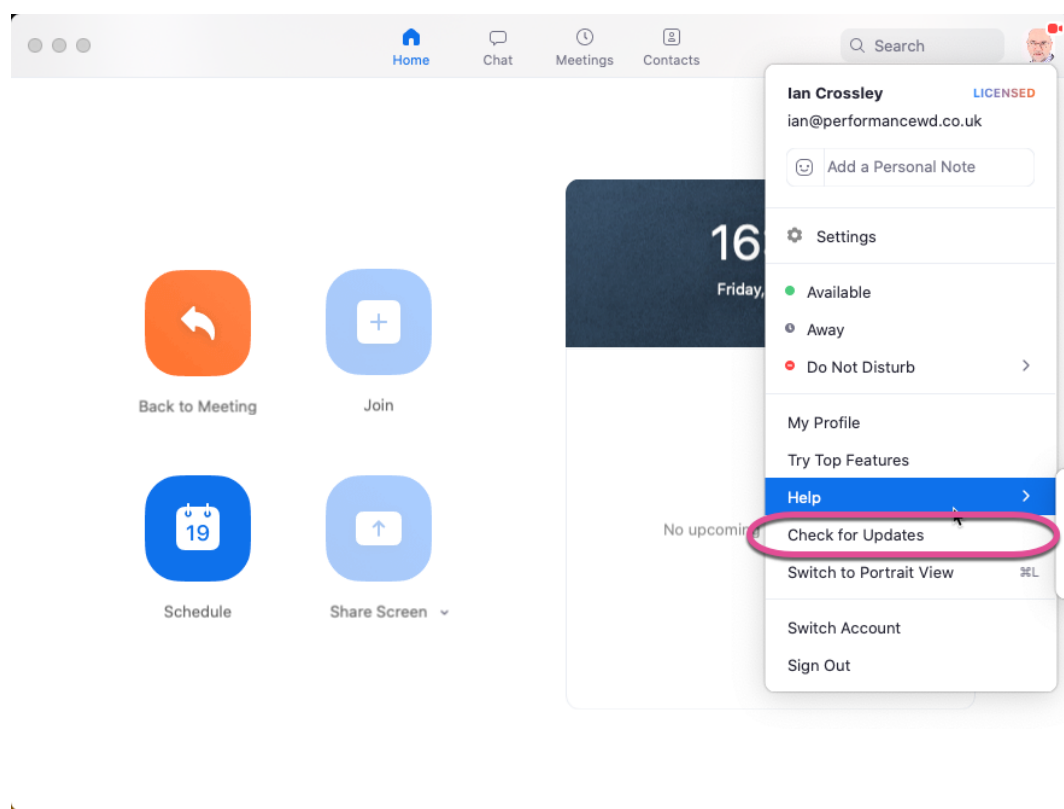 Home
Chat
Meetings
Contacts
Search
Ian Crossley
LICENSED
ian@performancewd.co.uk
Add a Personal Note
16:
Friday,
Settings
Available
Away
Do Not Disturb
Back to Meeting
Join
My Profile
Try Top Features
Help
19
No upcoming
Check for Updates
Switch to Portrait View
⌘L
Schedule
Share Screen
Switch Account
Sign Out